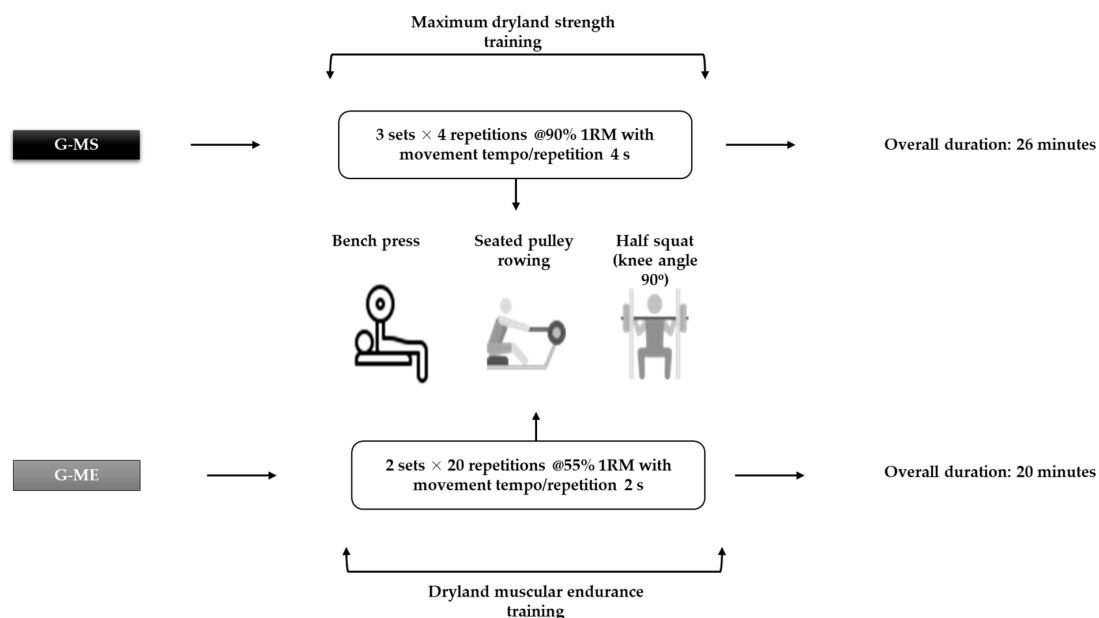 Maximum dryland strength
training
G-MS
3 sets × 4 repetitions @90% 1RM with
movement tempo/repetition 4 s
Overall duration: 26 minutes
Bench press
Seated pulley
rowing
Half squat
(knee angle
90º)
G-ME
2 sets × 20 repetitions @55% 1RM with
movement tempo/repetition 2 s
Overall duration: 20 minutes
Dryland muscular endurance
training